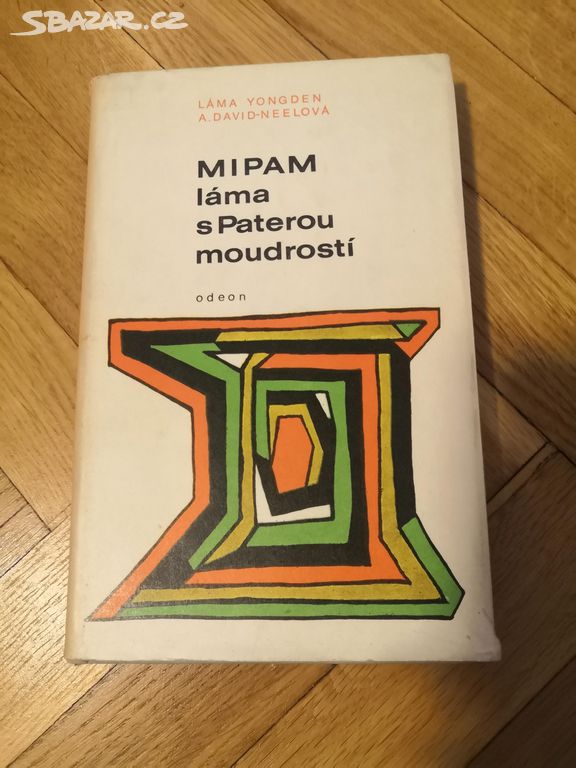 SBAZAR.CZ
LÁMA YONGDEN
A. DAVID-NEELOVÁ
MIPAM
láma
s Paterou
moudrostí
odeon